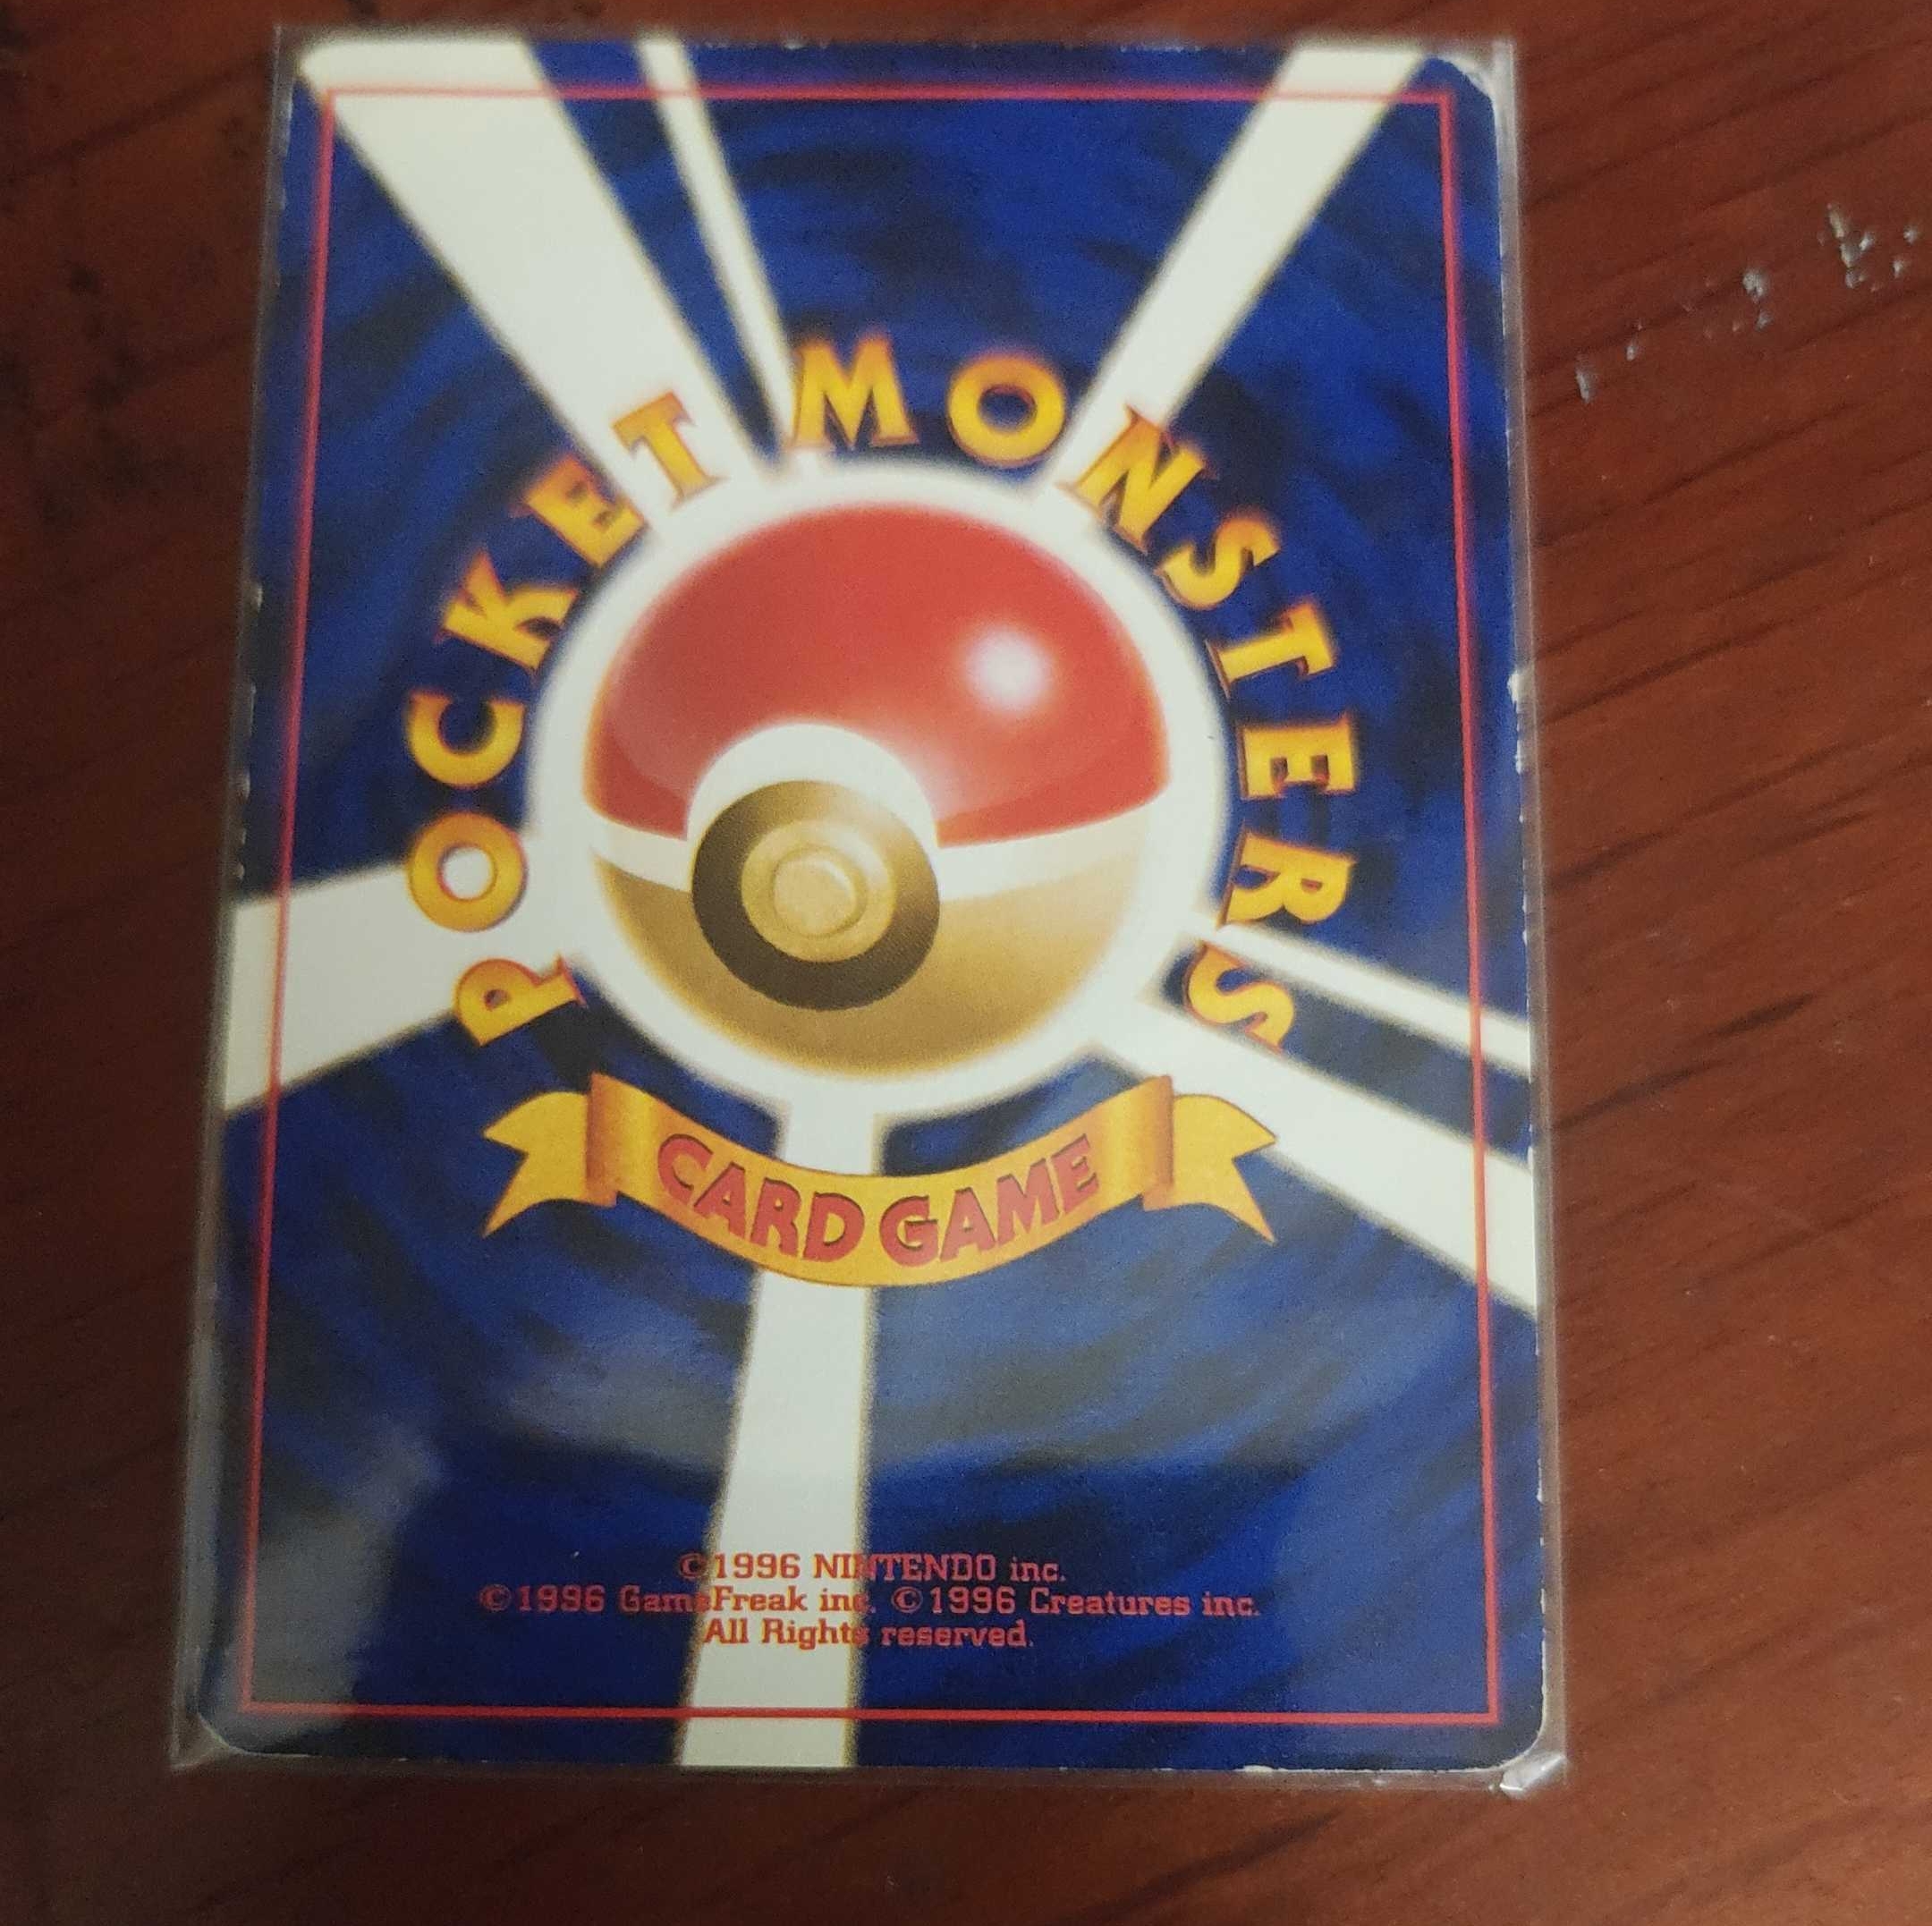 POCKET MONSTERS
CARD GAME
©1996 NINTENDO inc.
©1996 GameFreak inc. ©1996 Creatures inc.
All Rights reserved.